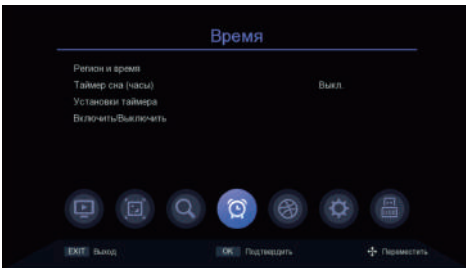 Время
Регион и время
Таймер сна (часы) Выкл.
Установки таймера
Включить/Выключить
EXIT Выход OK Подтвердить Переместить